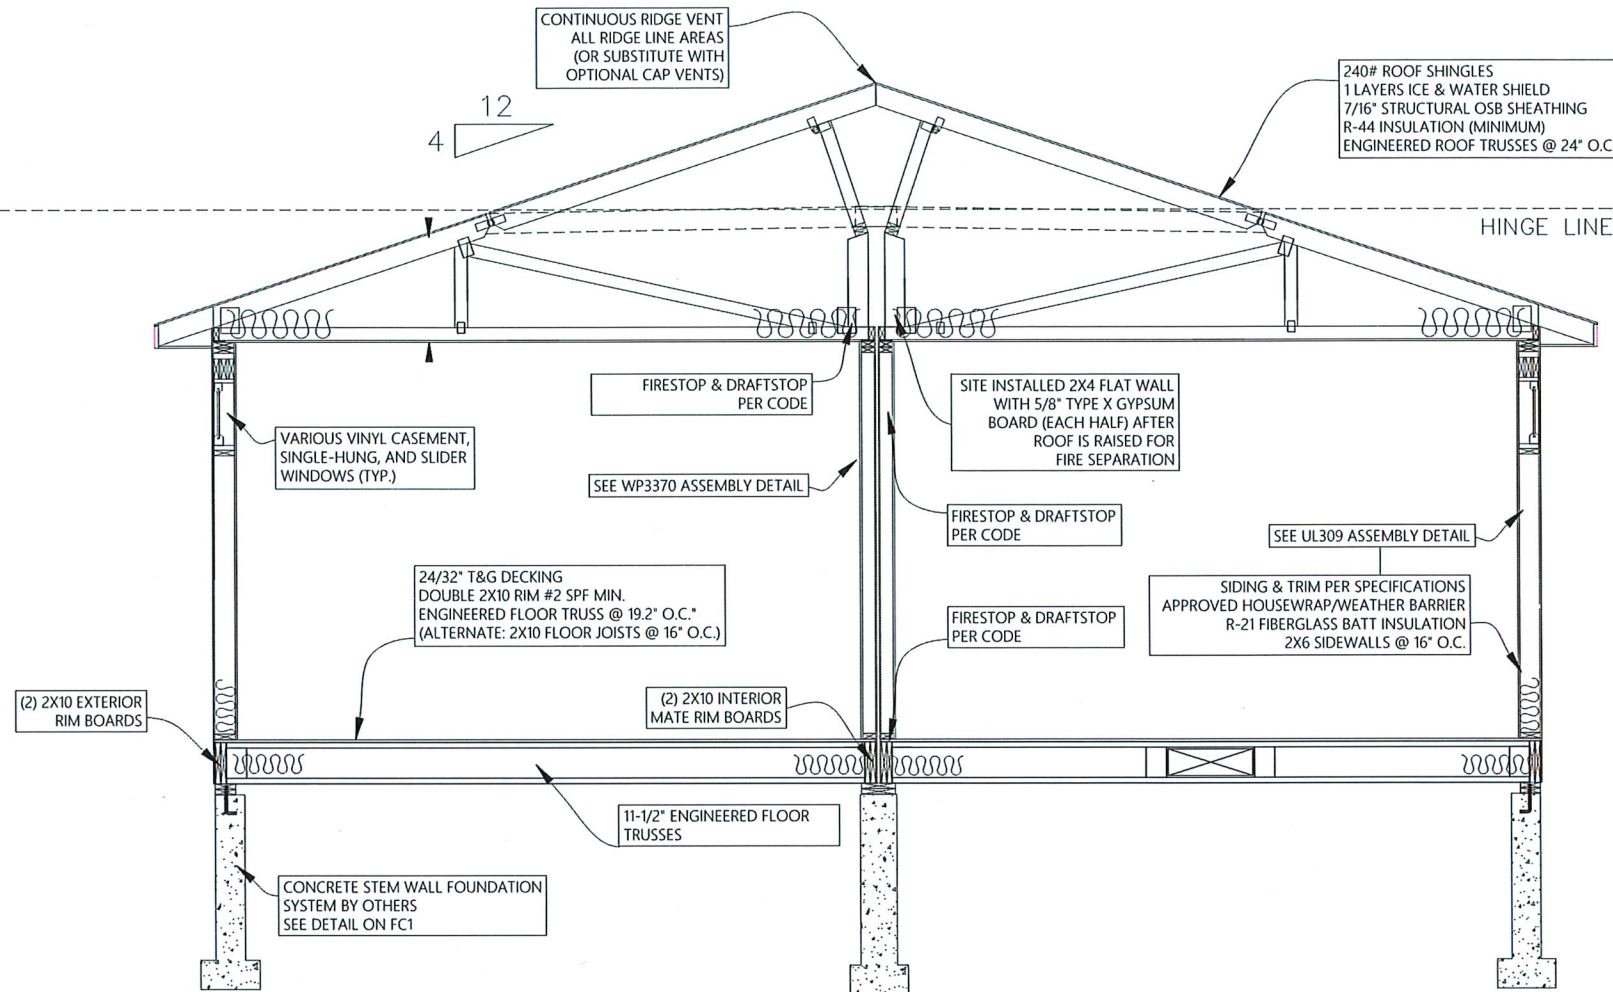 CONTINUOUS RIDGE VENT
ALL RIDGE LINE AREAS
(OR SUBSTITUTE WITH
OPTIONAL CAP VENTS)
12
4
240# ROOF SHINGLES
1 LAYERS ICE & WATER SHIELD
7/16" STRUCTURAL OSB SHEATHING
R-44 INSULATION (MINIMUM)
ENGINEERED ROOF TRUSSES @ 24" O.C
HINGE LINE
FIRESTOP & DRAFTSTOP
PER CODE
SITE INSTALLED 2X4 FLAT WALL
WITH 5/8" TYPE X GYPSUM
BOARD (EACH HALF) AFTER
ROOF IS RAISED FOR
FIRE SEPARATION
VARIOUS VINYL CASEMENT,
SINGLE-HUNG, AND SLIDER
WINDOWS (TYP.)
SEE WP3370 ASSEMBLY DETAIL
FIRESTOP & DRAFTSTOP
PER CODE
SEE UL309 ASSEMBLY DETAIL
24/32" T&G DECKING
DOUBLE 2X10 RIM #2 SPF MIN.
ENGINEERED FLOOR TRUSS @ 19.2" O.C."
(ALTERNATE: 2X10 FLOOR JOISTS @ 16" O.C.)
SIDING & TRIM PER SPECIFICATIONS
APPROVED HOUSEWRAP/WEATHER BARRIER
R-21 FIBERGLASS BATT INSULATION
2X6 SIDEWALLS @ 16" O.C.
FIRESTOP & DRAFTSTOP
PER CODE
(2) 2X10 EXTERIOR
RIM BOARDS
(2) 2X10 INTERIOR
MATE RIM BOARDS
11-1/2" ENGINEERED FLOOR
TRUSSES
CONCRETE STEM WALL FOUNDATION
SYSTEM BY OTHERS
SEE DETAIL ON FC1